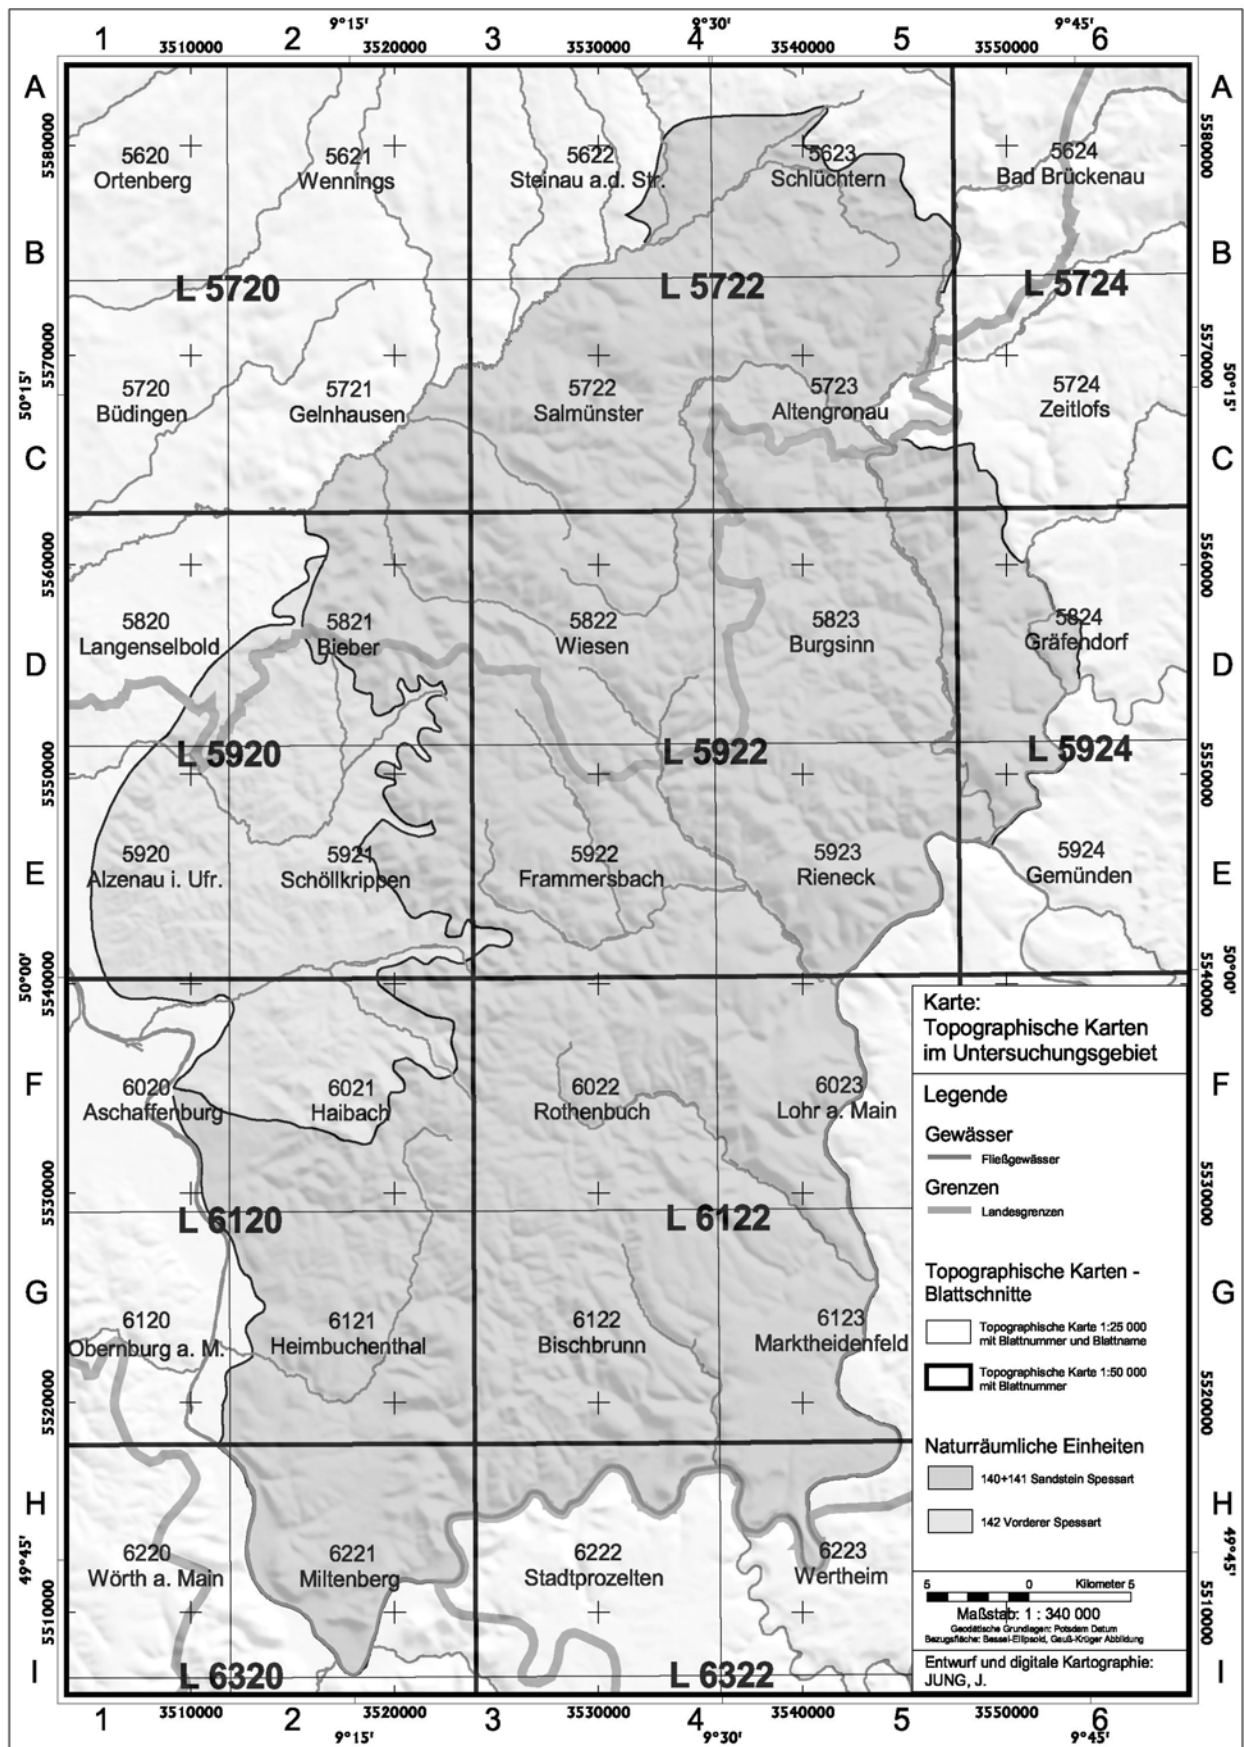 9°15' 9°30' 9°45'
1 3510000 2 3520000 3 3530000 4 3540000 5 3550000 6
A A
5580000 5580000
5620 5621 5622 5623 5624
Ortenberg Wennings Steinau a.d. Str. Schlüchtern Bad Brückenau
B B
L 5720 L 5722 L 5724
5570000 5570000
50°15' 50°15'
5720 5721 5722 5723 5724
Büdingen Gelnhausen Salmünster Altengronau Zeitlofs
C C
5560000 5560000
5820 5821 5822 5823 5824
Langenselbold Bieber Wiesen Burgsinn Gräfendorf
D D
L 5920 L 5922 L 5924
5550000 5550000
5920 5921 5922 5923 5924
Alzenau i. Ufr. Schöllkrippen Frammersbach Rieneck Gemünden
E E
50°00' 50°00'
5540000 5540000
6020 6021 6022 6023
Aschaffenburg Haibach Rothenbuch Lohr a. Main
F F
5530000 5530000
L 6120 L 6122
G G
6120 6121 6122 6123
Obernburg a. M. Heimbuchenthal Bischbrunn Marktheidenfeld
5520000 5520000
H H
49°45' 49°45'
6220 6221 6222 6223
Wörth a. Main Miltenberg Stadtprozelten Wertheim
5510000 5510000
L 6320 L 6322
I I
Karte:
Topographische Karten
im Untersuchungsgebiet
Legende
Gewässer
Fließgewässer
Grenzen
Landesgrenzen
Topographische Karten -
Blattschnitte
Topographische Karte 1:25 000
mit Blattnummer und Blattname
Topographische Karte 1:50 000
mit Blattnummer
Naturräumliche Einheiten
140+141 Sandstein Spessart
142 Vorderer Spessart
5 0 Kilometer 5
Maßstab: 1 : 340 000
Geodätische Grundlagen: Potsdam Datum
Bezugsfläche: Bessel-Ellipsoid, Gauß-Krüger Abbildung
Entwurf und digitale Kartographie:
JUNG, J.
1 3510000 2 3520000 3 3530000 4 3540000 5 3550000 6
9°15' 9°30' 9°45'